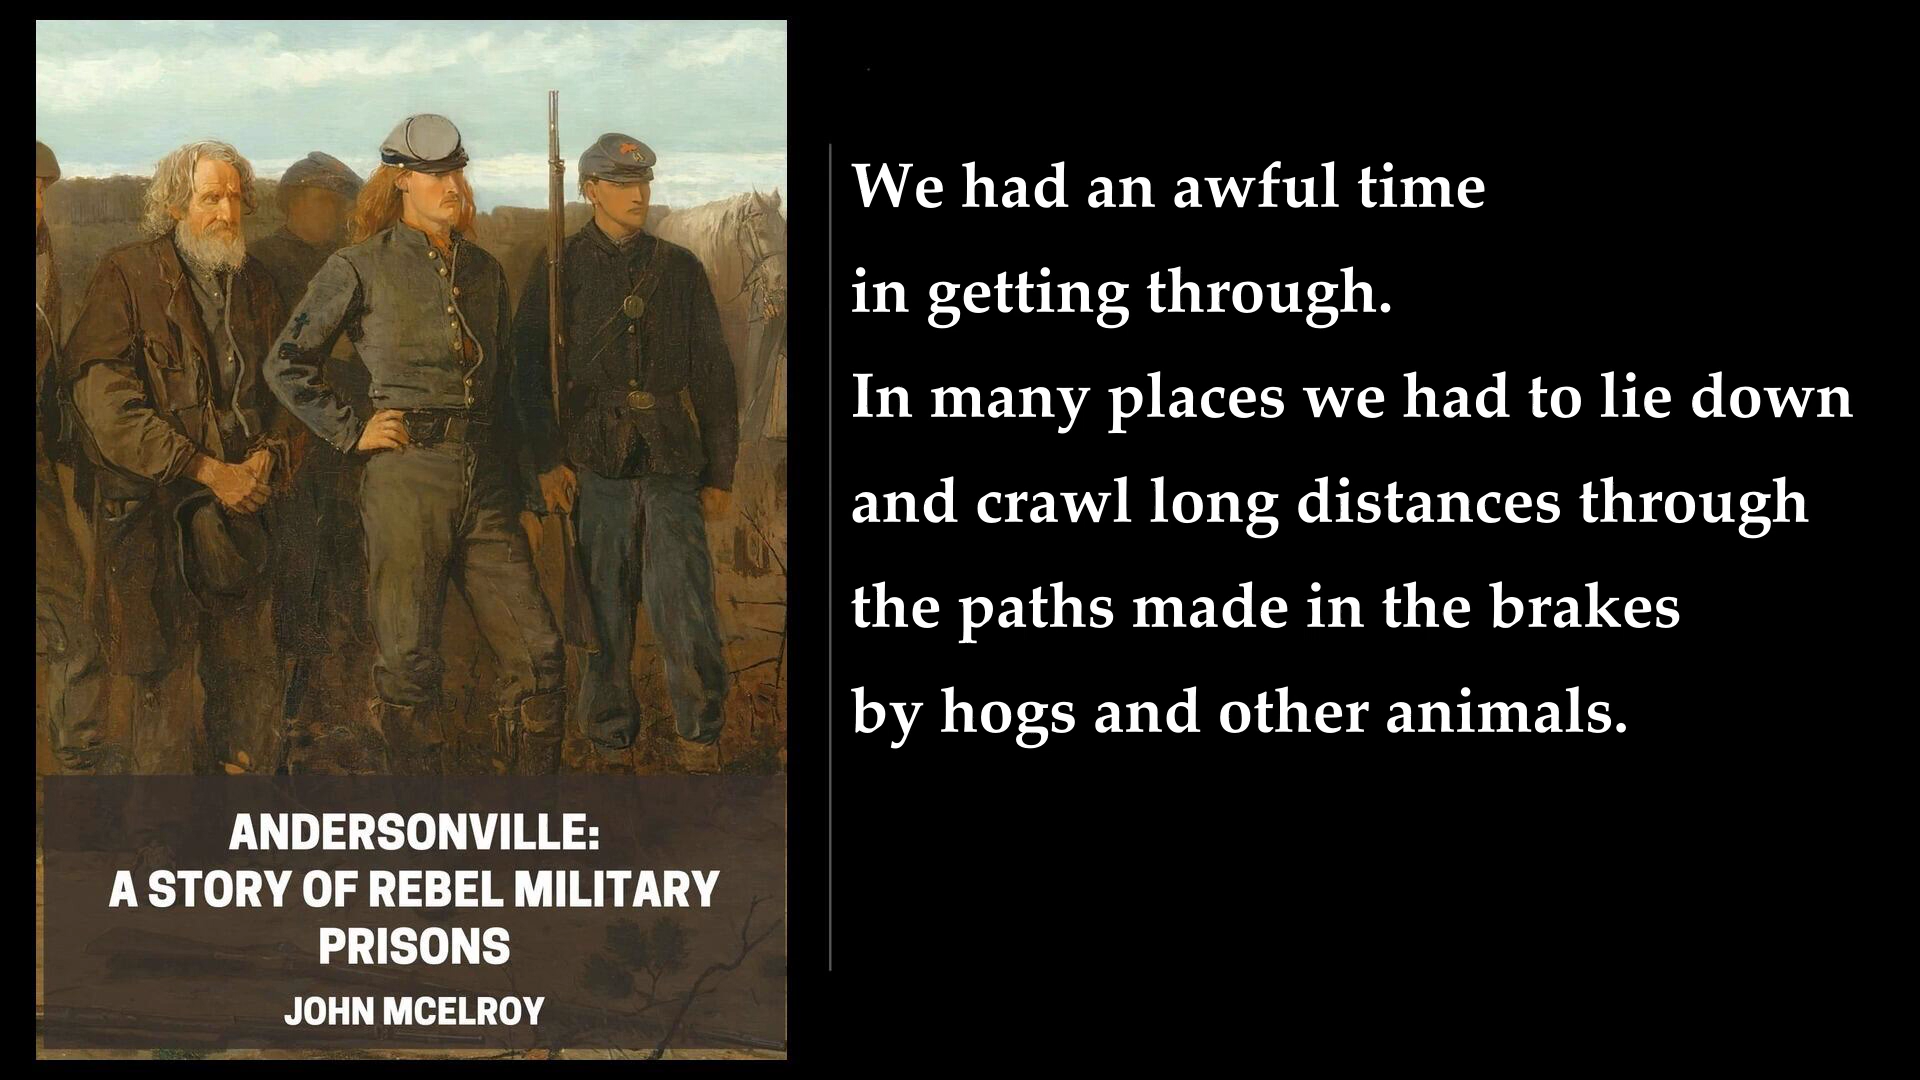 We had an awful time
in getting through.
In many places we had to lie down
and crawl long distances through
the paths made in the brakes
by hogs and other animals.
ANDERSONVILLE:
A STORY OF REBEL MILITARY
PRISONS
JOHN MCELROY